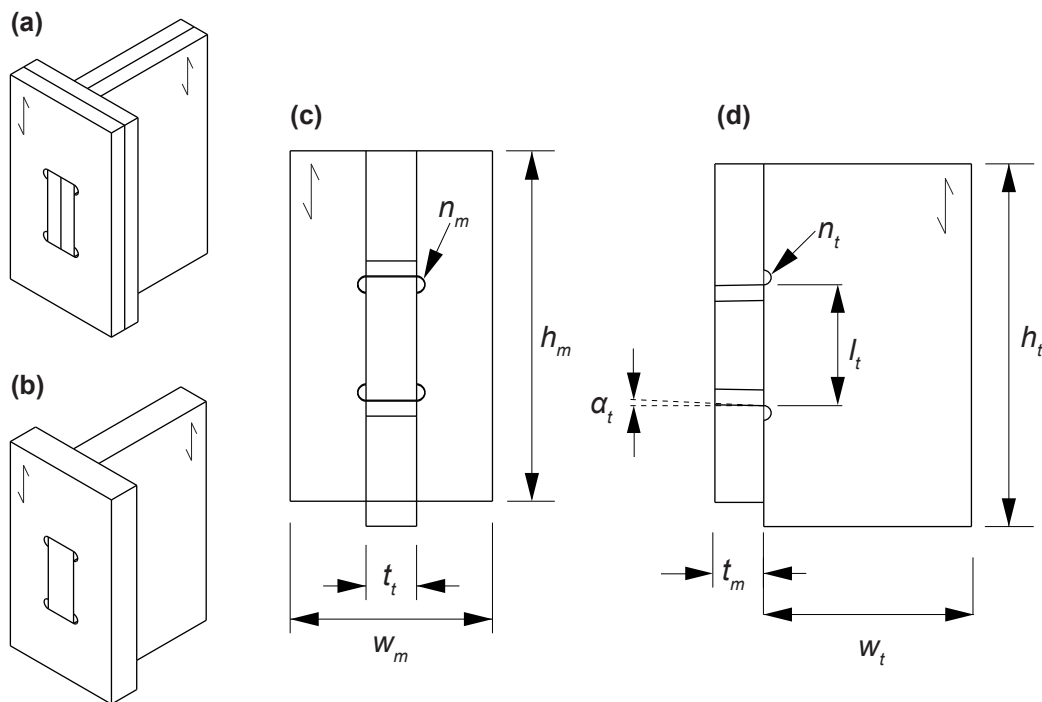 (a)
(b)
(c)
n_m
h_m
t_t
w_m
(d)
n_t
l_t
h_t
α_t
t_m
w_t